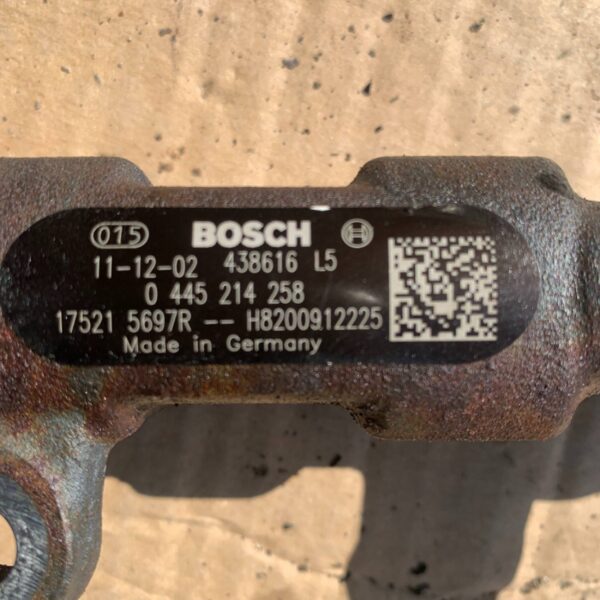 015 BOSCH
11-12-02 438616 L5
0 445 214 258
17521 5697R -- H8200912225
Made in Germany